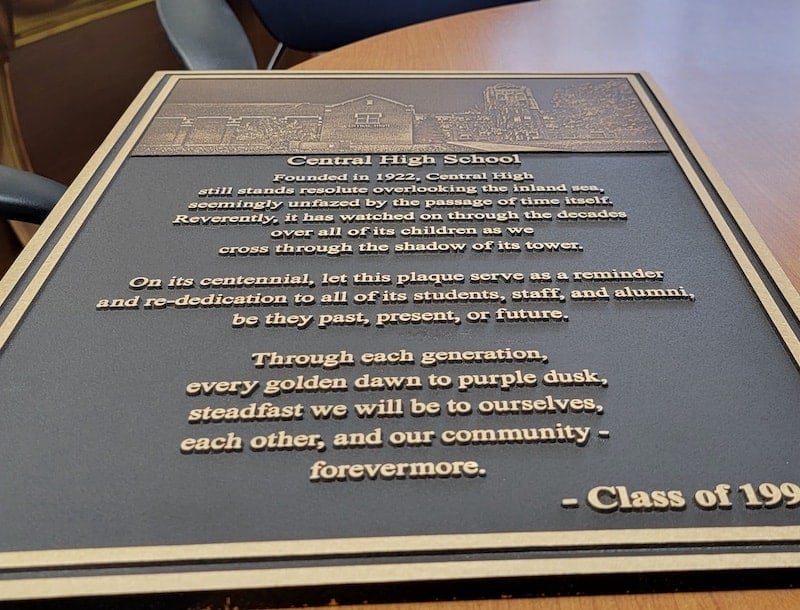 CENTRAL HIGH
Central High School
Founded in 1922, Central High
still stands resolute overlooking the inland sea,
seemingly unfazed by the passage of time itself.
Reverently, it has watched on through the decades
over all of its children as we
cross through the shadow of its tower.
On its centennial, let this plaque serve as a reminder
and re-dedication to all of its students, staff, and alumni,
be they past, present, or future.
Through each generation,
every golden dawn to purple dusk,
steadfast we will be to ourselves,
each other, and our community -
forevermore.
- Class of 199